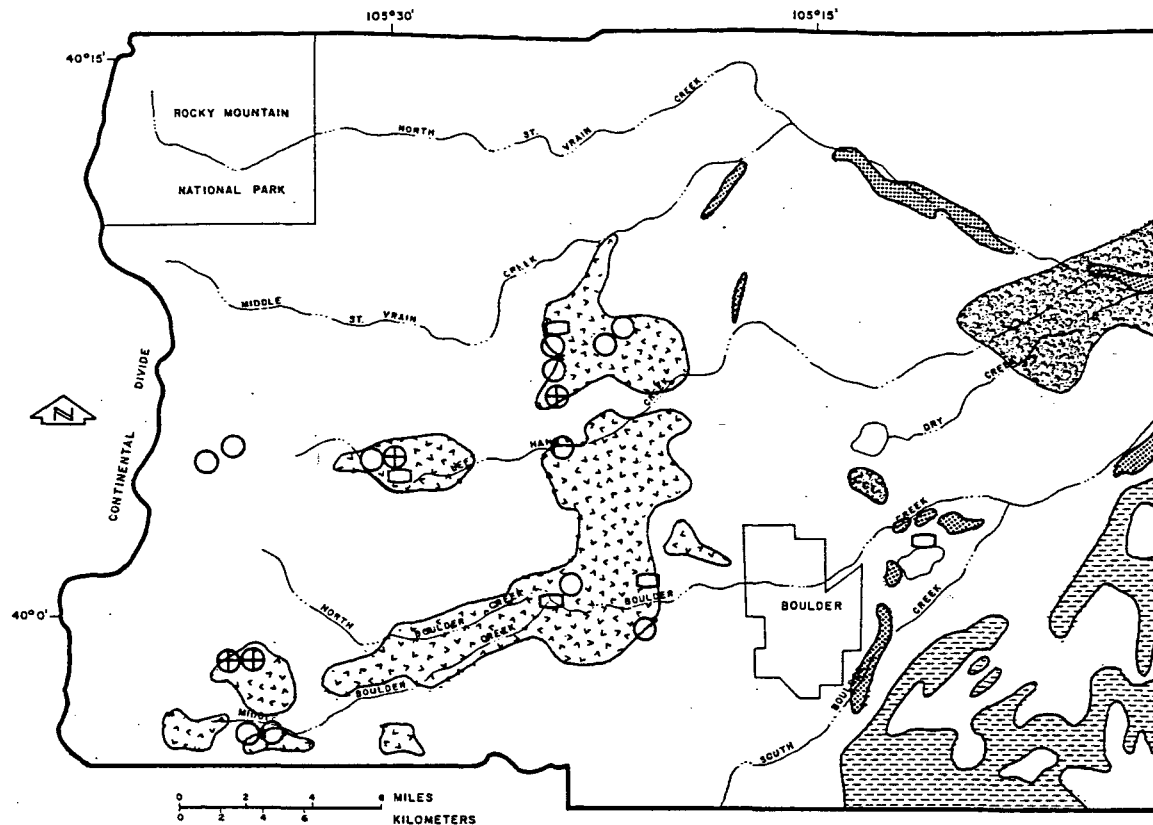 105°30'
105°15'
40°15'
ROCKY MOUNTAIN
NATIONAL PARK
NORTH ST. VRAIN CREEK
MIDDLE ST. VRAIN CREEK
CONTINENTAL DIVIDE
N
CREEK
DRY CREEK
CREEK
40°0'
NORTH BOULDER CREEK
BOULDER CREEK
MIDDLE BOULDER CREEK
BOULDER
SOUTH BOULDER CREEK
0 2 4 6 MILES
0 2 4 6 KILOMETERS